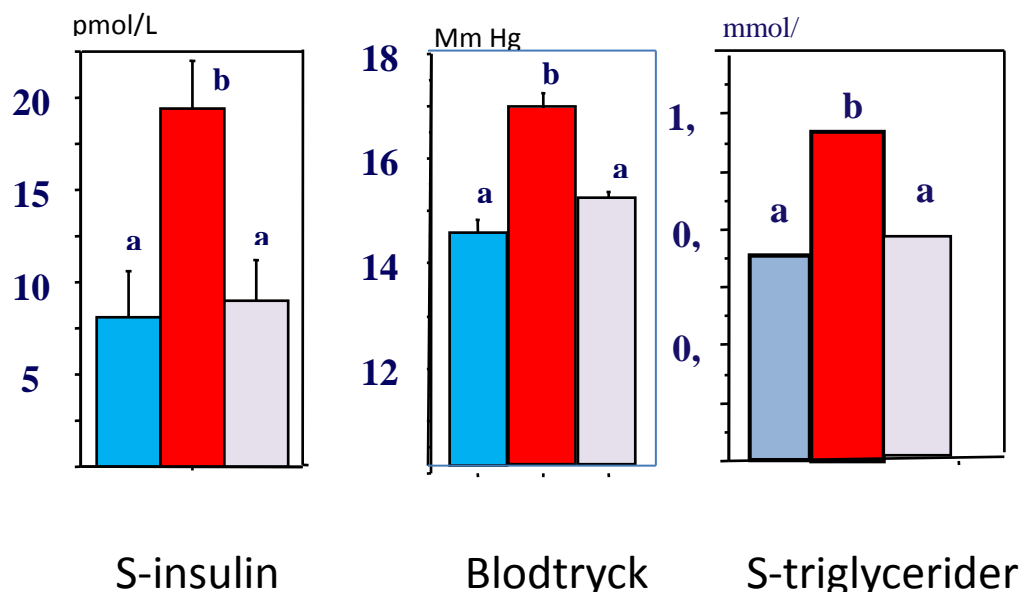 pmol/L
20
15
10
5
b
a
a
S-insulin
Mm Hg
18
16
14
12
b
a
a
Blodtryck
mmol/
1,
0,
0,
b
a
a
S-triglycerider